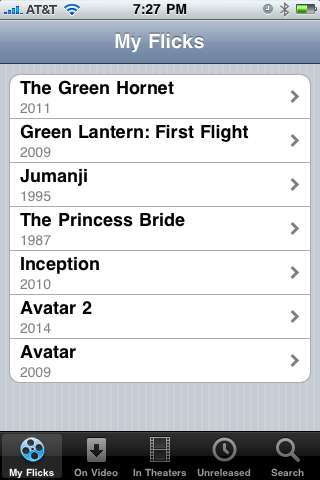 AT&T 7:27 PM
My Flicks
The Green Hornet
2011
Green Lantern: First Flight
2009
Jumanji
1995
The Princess Bride
1987
Inception
2010
Avatar 2
2014
Avatar
2009
My Flicks On Video In Theaters Unreleased Search